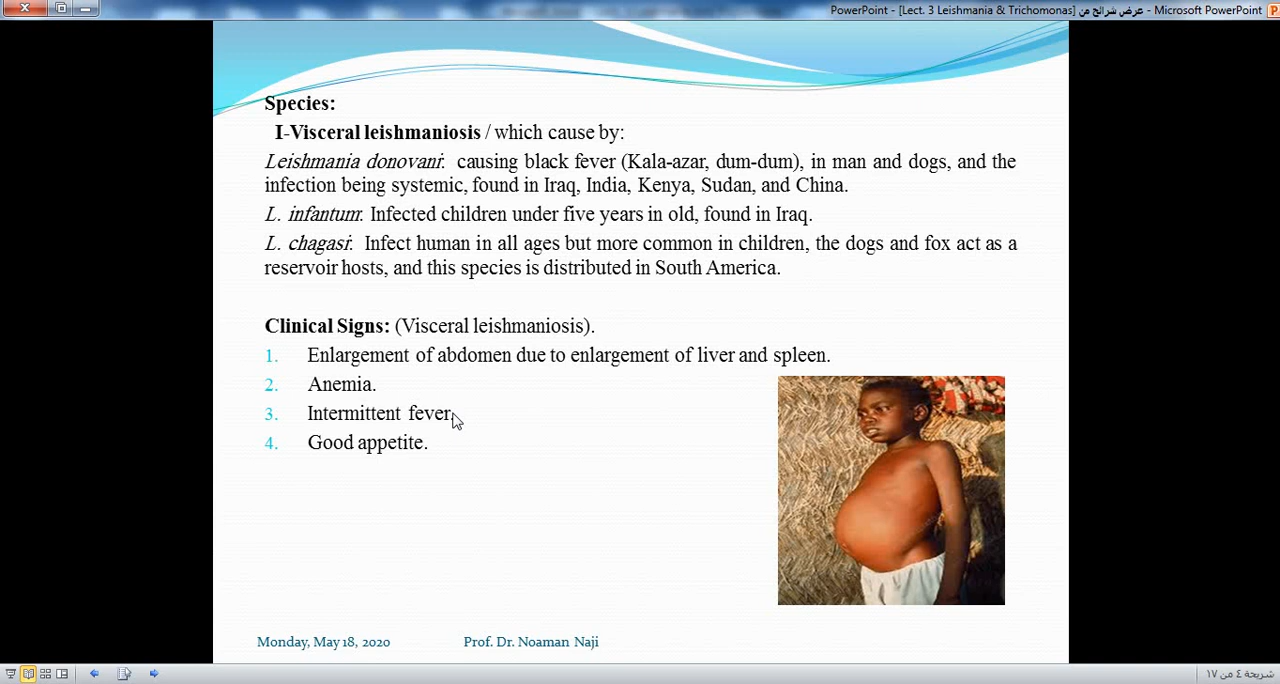 PowerPoint - [Lect. 3 Leishmania & Trichomonas] عرض شرائح من - Microsoft PowerPoint
Species:
I-Visceral leishmaniosis / which cause by:
Leishmania donovani: causing black fever (Kala-azar, dum-dum), in man and dogs, and the
infection being systemic, found in Iraq, India, Kenya, Sudan, and China.
L. infantum: Infected children under five years in old, found in Iraq.
L. chagasi: Infect human in all ages but more common in children, the dogs and fox act as a
reservoir hosts, and this species is distributed in South America.
Clinical Signs: (Visceral leishmaniosis).
1. Enlargement of abdomen due to enlargement of liver and spleen.
2. Anemia.
3. Intermittent fever.
4. Good appetite.
Monday, May 18, 2020 Prof. Dr. Noaman Naji
شريحة ٤ من ١٧